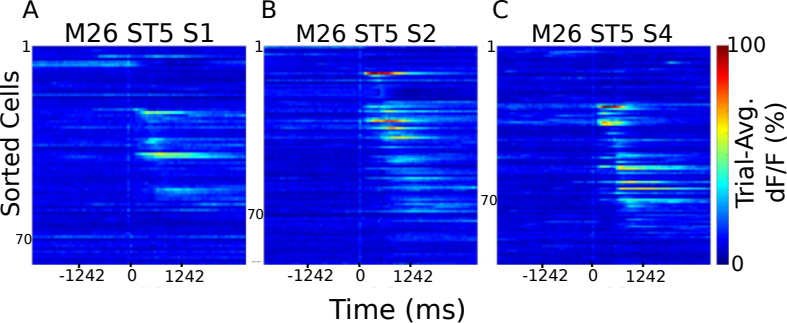 A
B
C
M26 ST5 S1
M26 ST5 S2
M26 ST5 S4
1
1
1
100
Sorted Cells
Trial-Avg.
dF/F (%)
70
70
70
0
-1242 0 1242
-1242 0 1242
-1242 0 1242
Time (ms)